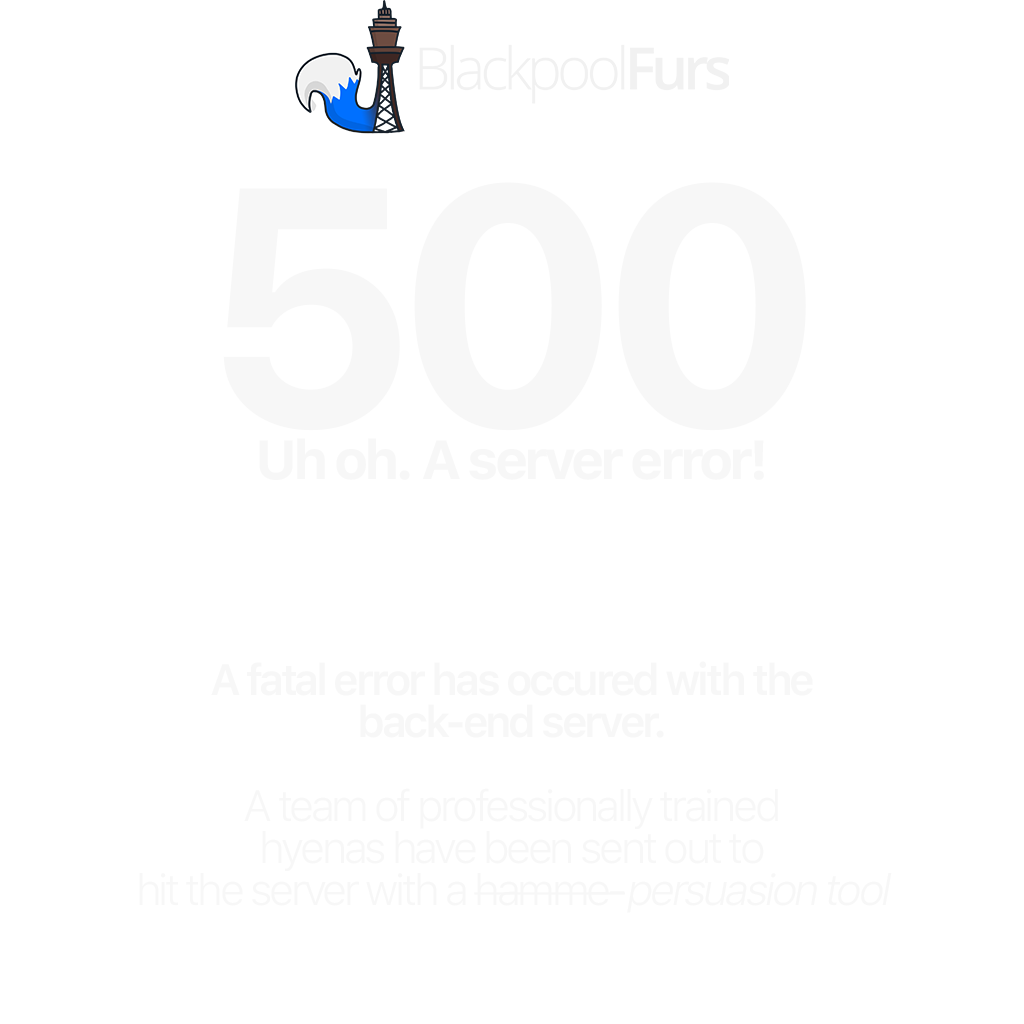 BlackpoolFurs
500
Uh oh. A server error!
A fatal error has occured with the
back-end server.
A team of professionally trained
hyenas have been sent out to
hit the server with a hamme- persuasion tool